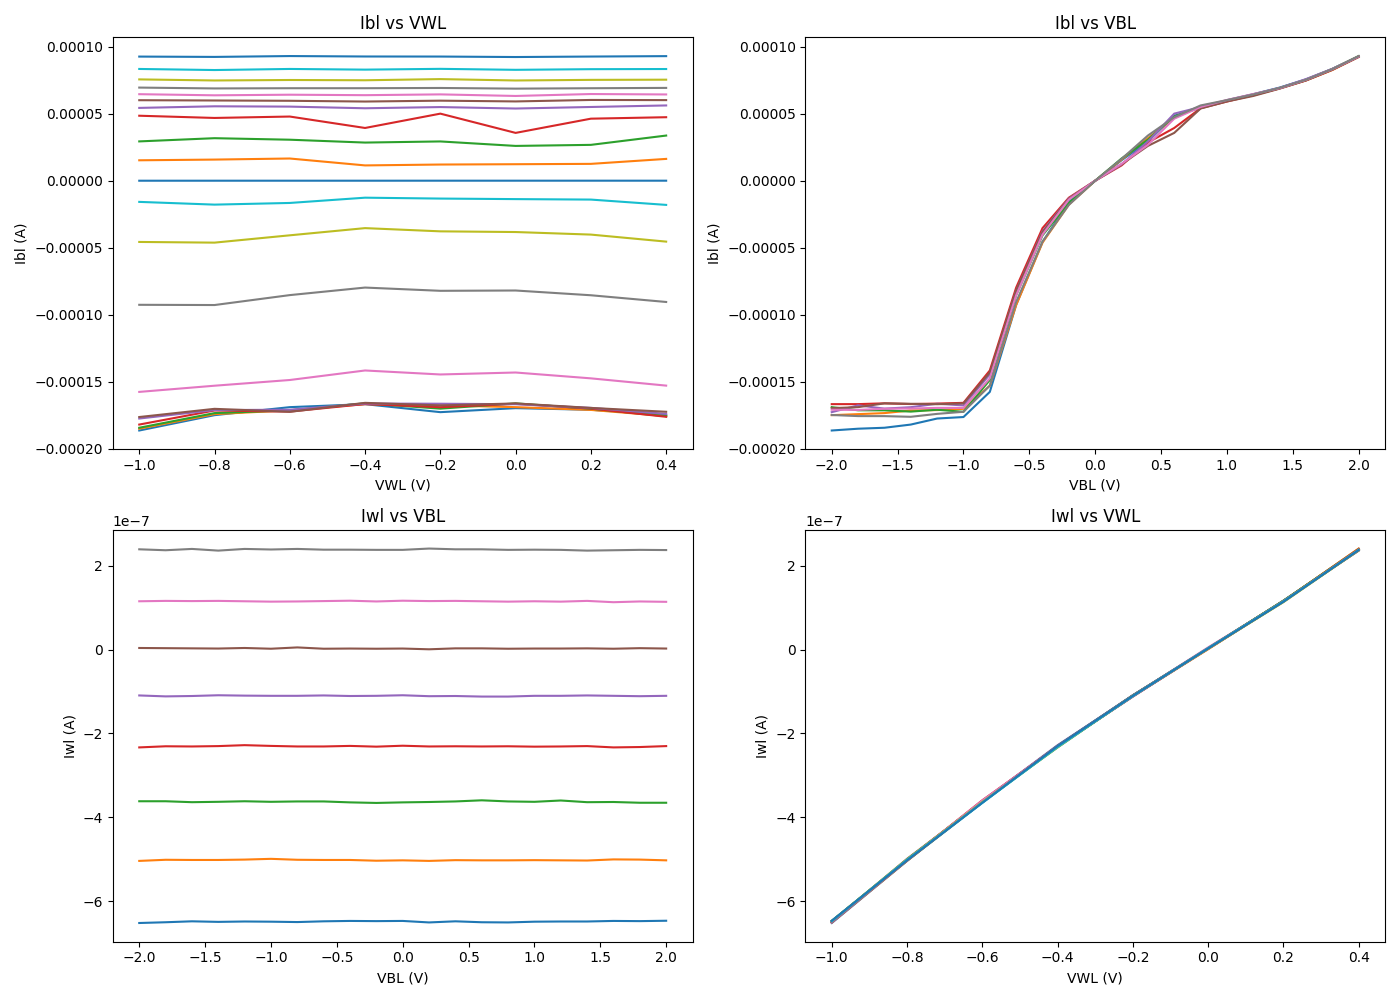 Ibl vs VWL
Ibl (A)
0.00010
0.00005
0.00000
−0.00005
−0.00010
−0.00015
−0.00020
−1.0 −0.8 −0.6 −0.4 −0.2 0.0 0.2 0.4
VWL (V)
Ibl vs VBL
Ibl (A)
0.00010
0.00005
0.00000
−0.00005
−0.00010
−0.00015
−0.00020
−2.0 −1.5 −1.0 −0.5 0.0 0.5 1.0 1.5 2.0
VBL (V)
Iwl vs VBL
1e−7
Iwl (A)
2
0
−2
−4
−6
−2.0 −1.5 −1.0 −0.5 0.0 0.5 1.0 1.5 2.0
VBL (V)
Iwl vs VWL
1e−7
Iwl (A)
2
0
−2
−4
−6
−1.0 −0.8 −0.6 −0.4 −0.2 0.0 0.2 0.4
VWL (V)